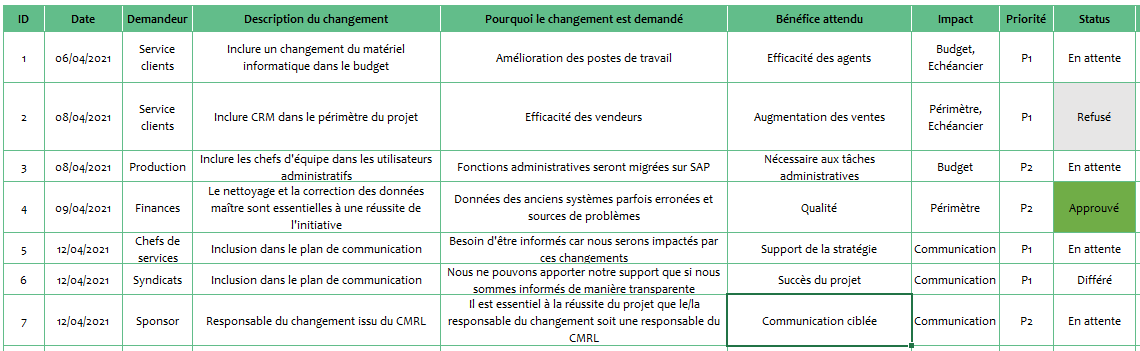 ID Date Demandeur Description du changement Pourquoi le changement est demandé Bénéfice attendu Impact Priorité Status
1 06/04/2021 Service clients Inclure un changement du matériel informatique dans le budget Amélioration des postes de travail Efficacité des agents Budget, Echéancier P1 En attente
2 08/04/2021 Service clients Inclure CRM dans le périmètre du projet Efficacité des vendeurs Augmentation des ventes Périmètre, Echéancier P1 Refusé
3 08/04/2021 Production Inclure les chefs d'équipe dans les utilisateurs administratifs Fonctions administratives seront migrées sur SAP Nécessaire aux tâches administratives Budget P2 En attente
4 09/04/2021 Finances Le nettoyage et la correction des données maître sont essentielles à une réussite de l'initiative Données des anciens systèmes parfois erronées et sources de problèmes Qualité Périmètre P2 Approuvé
5 12/04/2021 Chefs de services Inclusion dans le plan de communication Besoin d'être informés car nous serons impactés par ces changements Support de la stratégie Communication P1 En attente
6 12/04/2021 Syndicats Inclusion dans le plan de communication Nous ne pouvons apporter notre support que si nous sommes informés de manière transparente Succès du projet Communication P1 Différé
7 12/04/2021 Sponsor Responsable du changement issu du CMRL Il est essentiel à la réussite du projet que le/la responsable du changement soit une responsable du CMRL Communication ciblée Communication P2 En attente